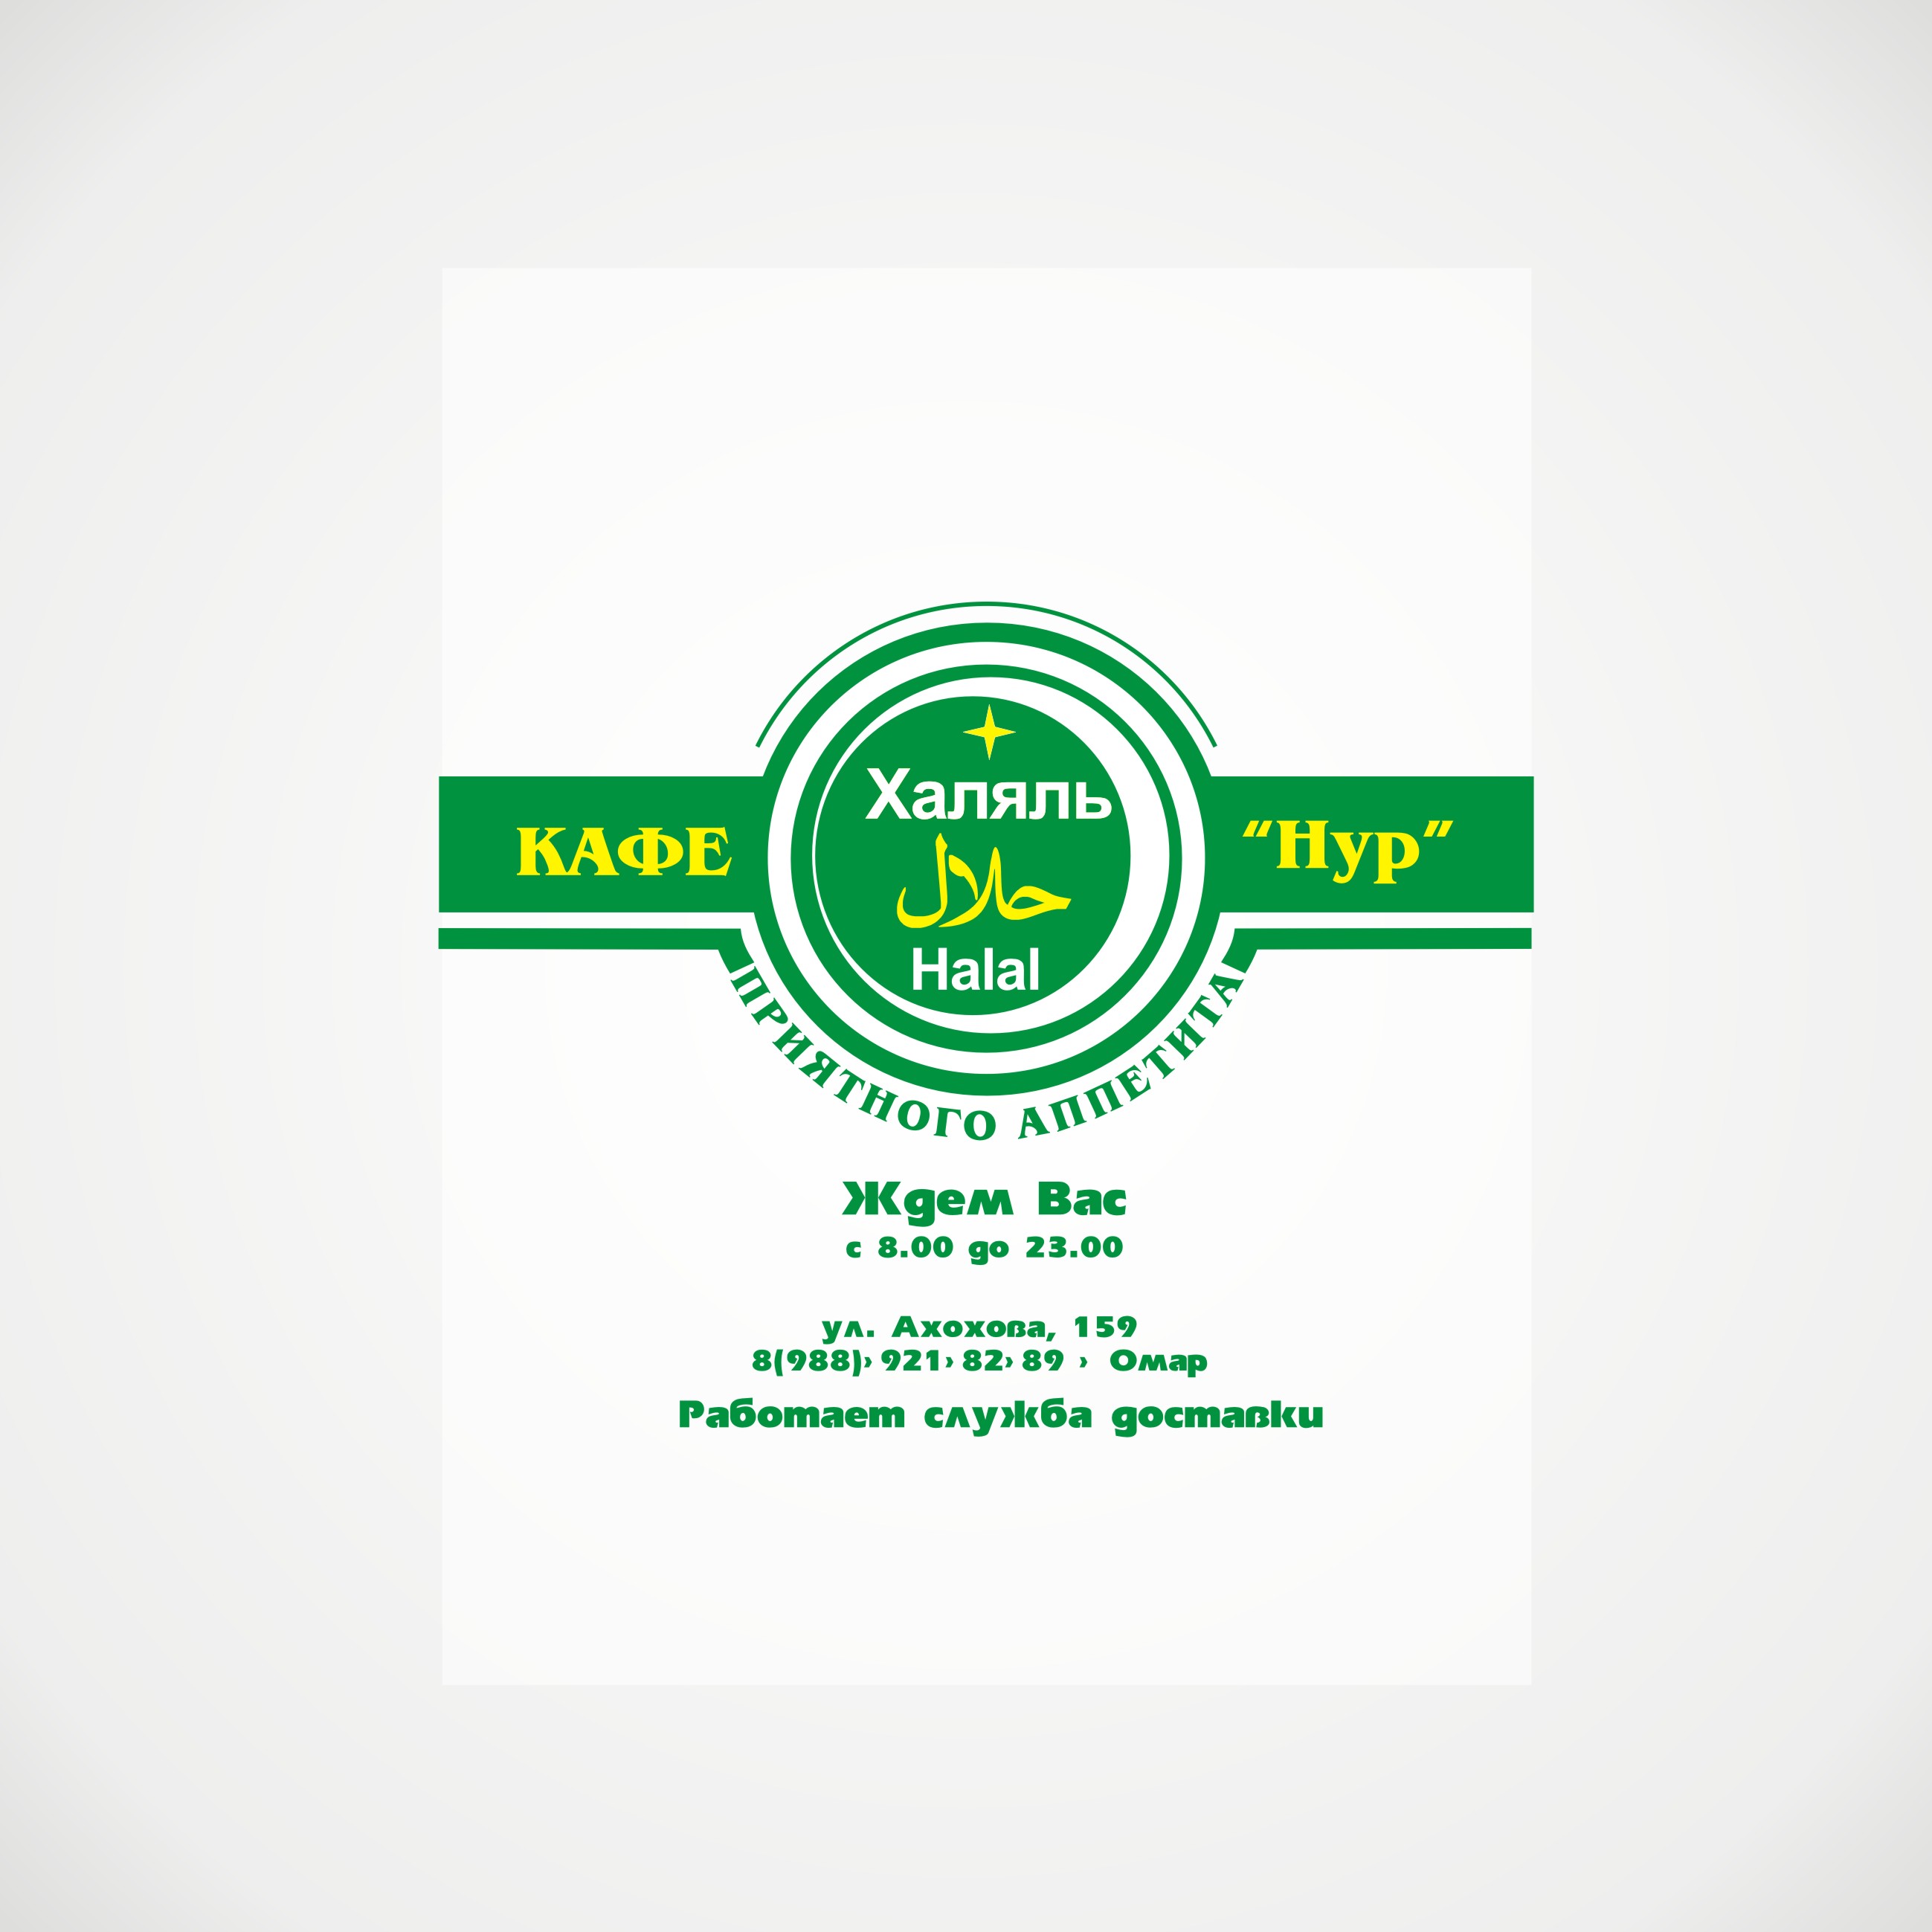 Халяль
حلال
Halal
КАФЕ "Нур"
ПРИЯТНОГО АППЕТИТА
Ждем Вас
с 8.00 до 23.00
ул. Ахохова, 159
8(988)› 921› 82› 89 › Омар
Работает служба доставки